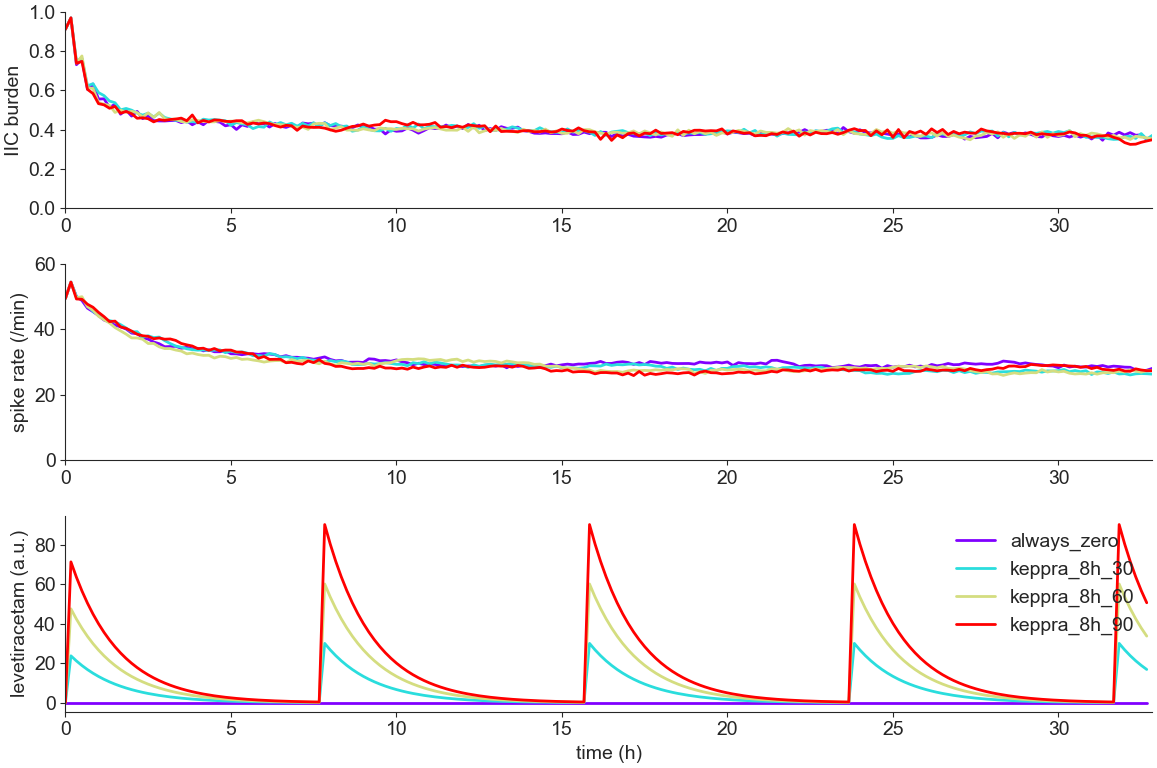 IIC burden
1.0
0.8
0.6
0.4
0.2
0.0
0 5 10 15 20 25 30
spike rate (/min)
60
40
20
0
0 5 10 15 20 25 30
levetiracetam (a.u.)
80
60
40
20
0
always_zero
keppra_8h_30
keppra_8h_60
keppra_8h_90
0 5 10 15 20 25 30
time (h)